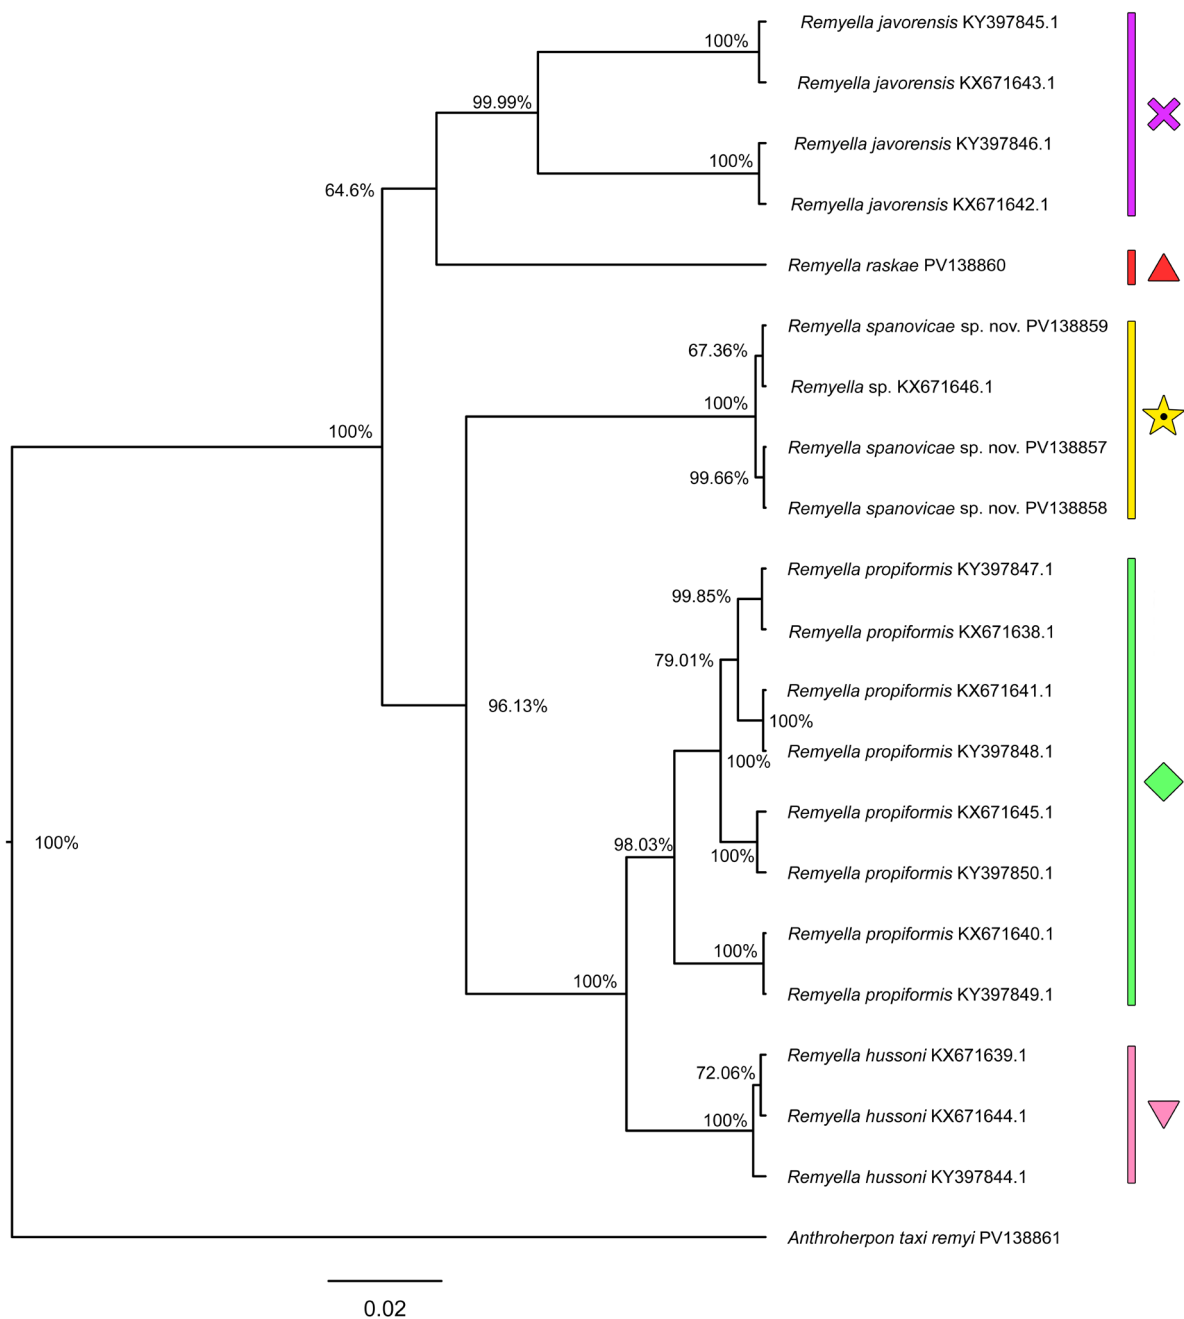 Remyella javorensis KY397845.1
100%
Remyella javorensis KX671643.1
99.99%
Remyella javorensis KY397846.1
100%
64.6%
Remyella javorensis KX671642.1
Remyella raskae PV138860
Remyella spanovicae sp. nov. PV138859
67.36%
Remyella sp. KX671646.1
100%
100%
Remyella spanovicae sp. nov. PV138857
99.66%
Remyella spanovicae sp. nov. PV138858
Remyella propiformis KY397847.1
99.85%
Remyella propiformis KX671638.1
79.01%
Remyella propiformis KX671641.1
96.13%
100%
Remyella propiformis KY397848.1
100%
Remyella propiformis KX671645.1
100%
98.03%
100%
Remyella propiformis KY397850.1
Remyella propiformis KX671640.1
100%
100%
Remyella propiformis KY397849.1
Remyella hussoni KX671639.1
72.06%
Remyella hussoni KX671644.1
100%
Remyella hussoni KY397844.1
Anthroherpon taxi remyi PV138861
0.02